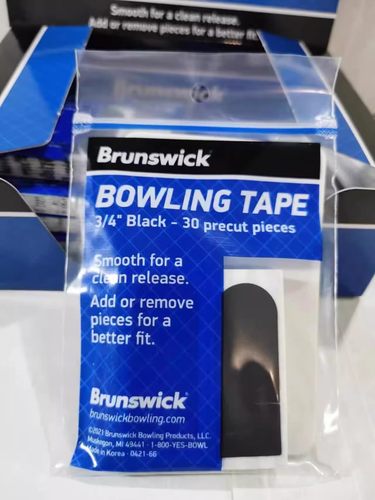 Smooth for a clean release.
Add or remove pieces for a better fit.
Brunswick
BOWLING TAPE
3/4" Black - 30 precut pieces
Smooth for a
clean release.
Add or remove
pieces for a
better fit.
Brunswick
brunswickbowling.com
©2021 Brunswick Bowling Products, LLC.
Muskegon, MI 49441 · 1-800-YES-BOWL
Made in Korea · 0421-66